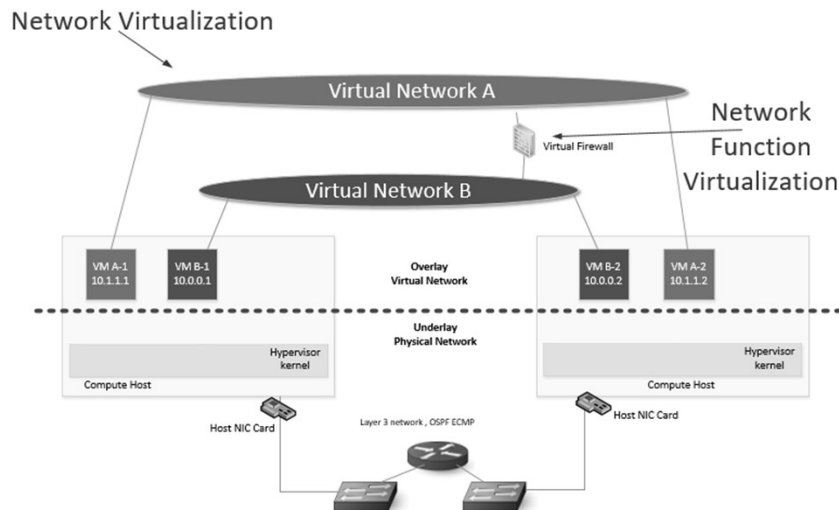 Network Virtualization
Virtual Network A
Network
Function
Virtualization
Virtual Firewall
Virtual Network B
VM A-1
10.1.1.1
VM B-1
10.0.0.1
Overlay
Virtual Network
VM B-2
10.0.0.2
VM A-2
10.1.1.2
Underlay
Physical Network
Hypervisor
kernel
Compute Host
Hypervisor
kernel
Compute Host
Host NIC Card
Layer 3 network , OSPF ECMP
Host NIC Card